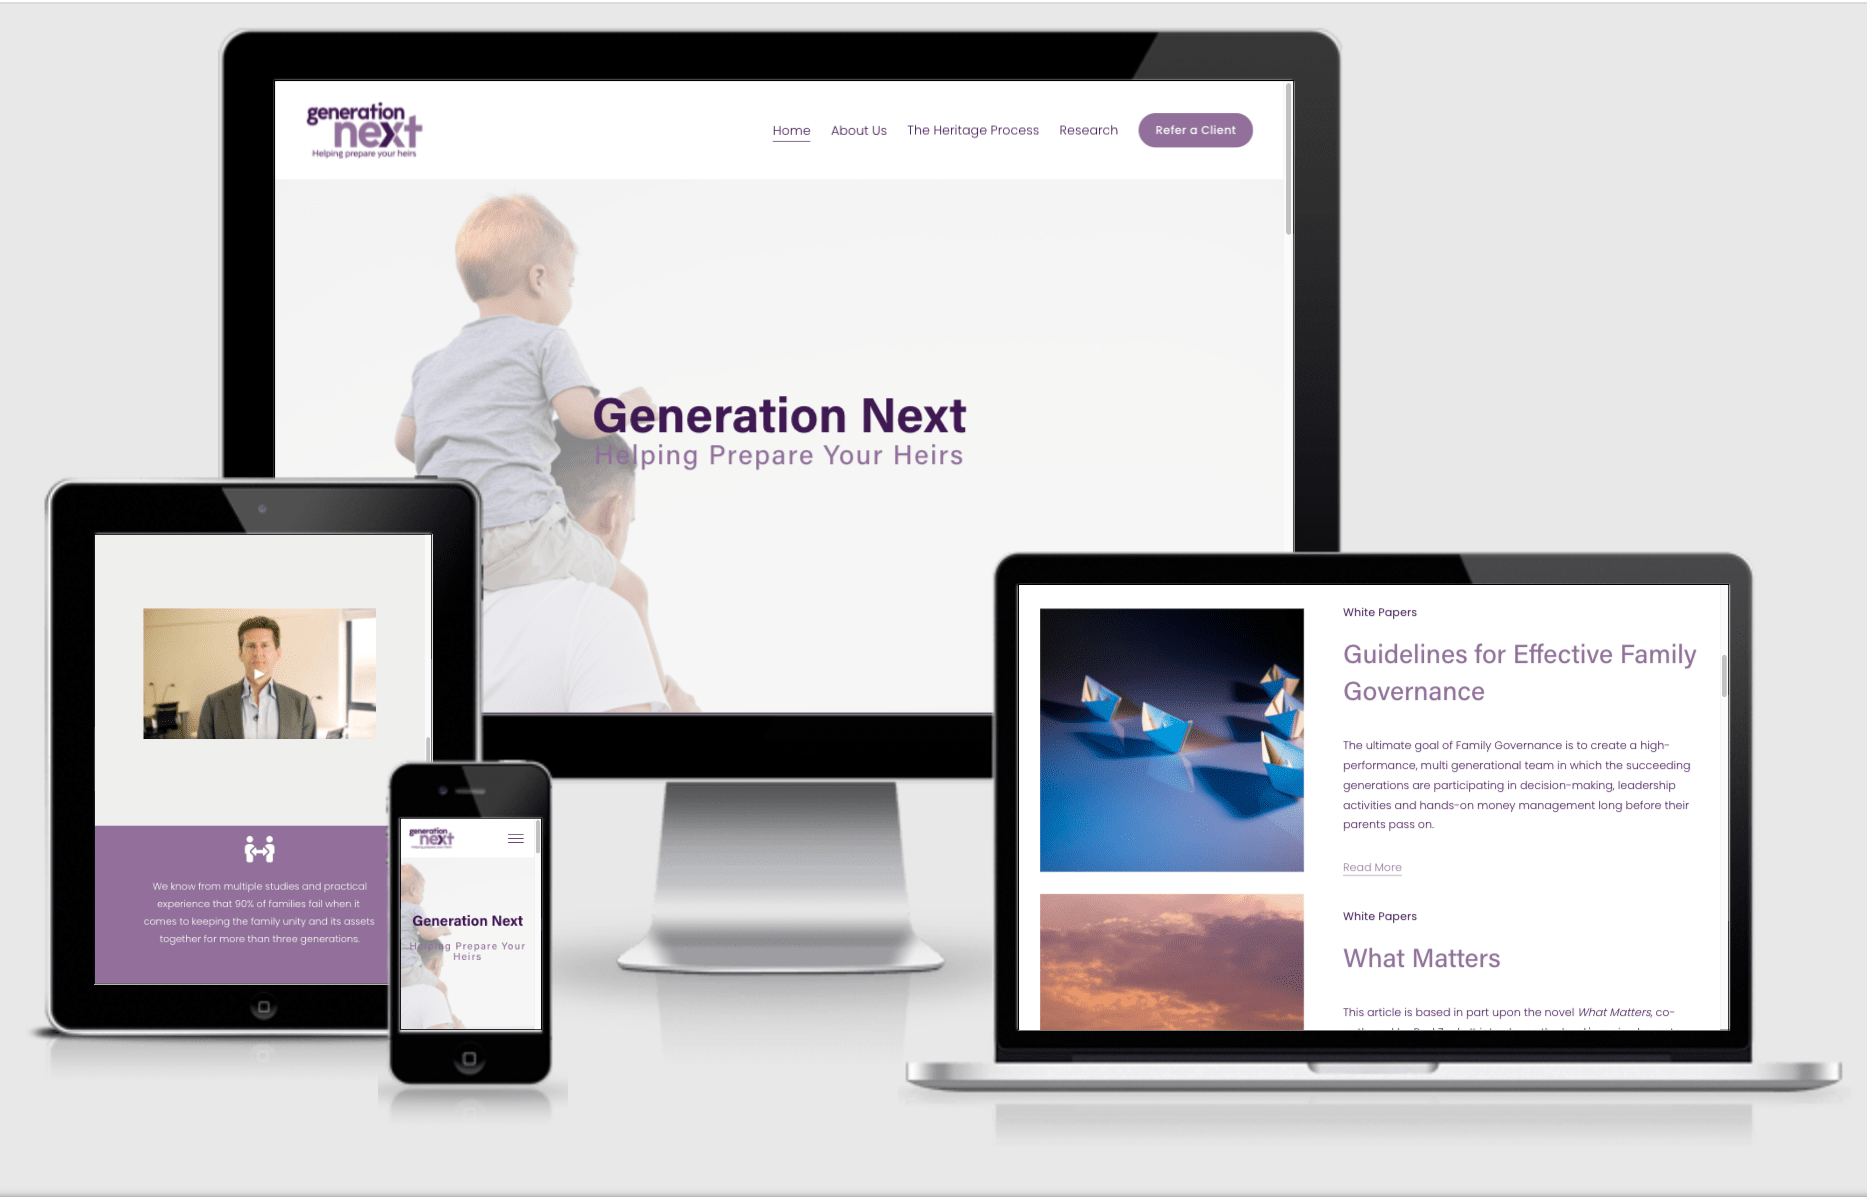 generation
next
Helping prepare your heirs
Home About Us The Heritage Process Research Refer a Client
Generation Next
Helping Prepare Your Heirs
We know from multiple studies and practical
experience that 90% of families fail when it
comes to keeping the family unity and its assets
together for more than three generations.
generation
next
Generation Next
Helping Prepare Your
Heirs
White Papers
Guidelines for Effective Family
Governance
The ultimate goal of Family Governance is to create a high-
performance, multi generational team in which the succeeding
generations are participating in decision-making, leadership
activities and hands-on money management long before their
parents pass on.
Read More
White Papers
What Matters
This article is based in part upon the novel What Matters, co-